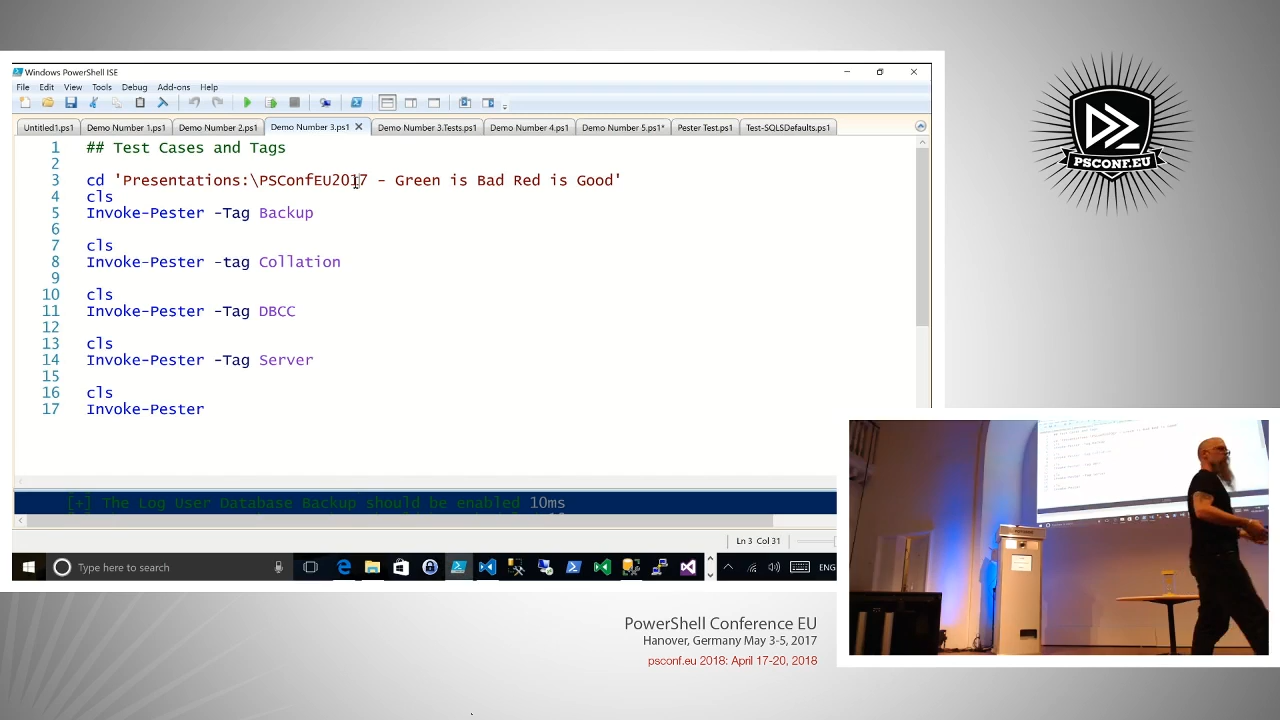 Windows PowerShell ISE
File Edit View Tools Debug Add-ons Help
Untitled1.ps1 Demo Number 1.ps1 Demo Number 2.ps1 Demo Number 3.ps1 Demo Number 3.Tests.ps1 Demo Number 4.ps1 Demo Number 5.ps1* Pester Test.ps1 Test-SQLSDefaults.ps1
1 ## Test Cases and Tags
2
3 cd 'Presentations:\PSConfEU2017 - Green is Bad Red is Good'
4 cls
5 Invoke-Pester -Tag Backup
6
7 cls
8 Invoke-Pester -tag Collation
9
10 cls
11 Invoke-Pester -Tag DBCC
12
13 cls
14 Invoke-Pester -Tag Server
15
16 cls
17 Invoke-Pester
[+] The Log User Database Backup should be enabled 10ms
Ln 3 Col 31
Type here to search
ENG
PSCONF.EU
PowerShell Conference EU
Hanover, Germany May 3-5, 2017
psconf.eu 2018: April 17-20, 2018